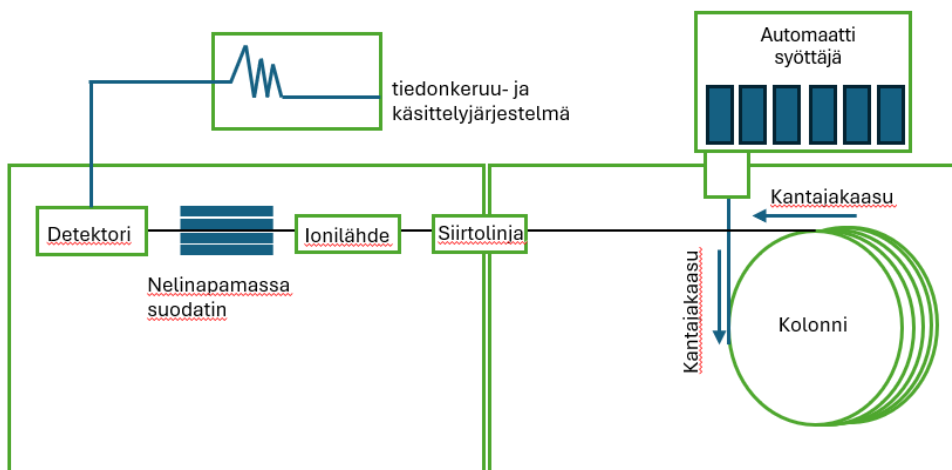 Automaatti
syöttäjä
tiedonkeruu- ja
käsittelyjärjestelmä
Kantajakaasu
Detektori
Ionilähde
Siirtolinja
Nelinapamassa
suodatin
Kantajakaasu
Kolonni